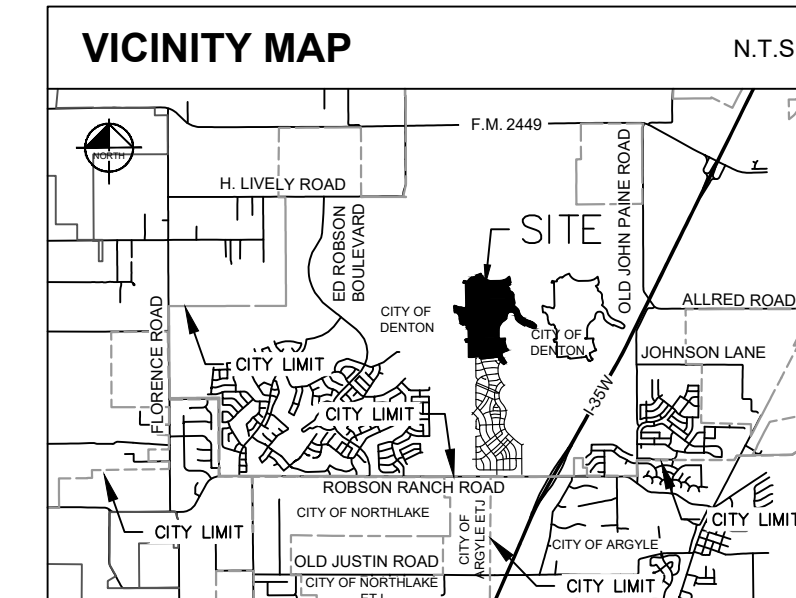 VICINITY MAP
N.T.S
NORTH
F.M. 2449
H. LIVELY ROAD
ED ROBSON
BOULEVARD
OLD JOHN PAINE ROAD
SITE
CITY OF
DENTON
CITY OF
DENTON
ALLRED ROAD
JOHNSON LANE
FLORENCE ROAD
CITY LIMIT
CITY LIMIT
I-35W
ROBSON RANCH ROAD
CITY OF NORTHLAKE
CITY OF
ARGYLE ETJ
CITY LIMIT
CITY LIMIT
CITY OF ARGYLE
OLD JUSTIN ROAD
CITY OF NORTHLAKE
ETJ
CITY LIMIT